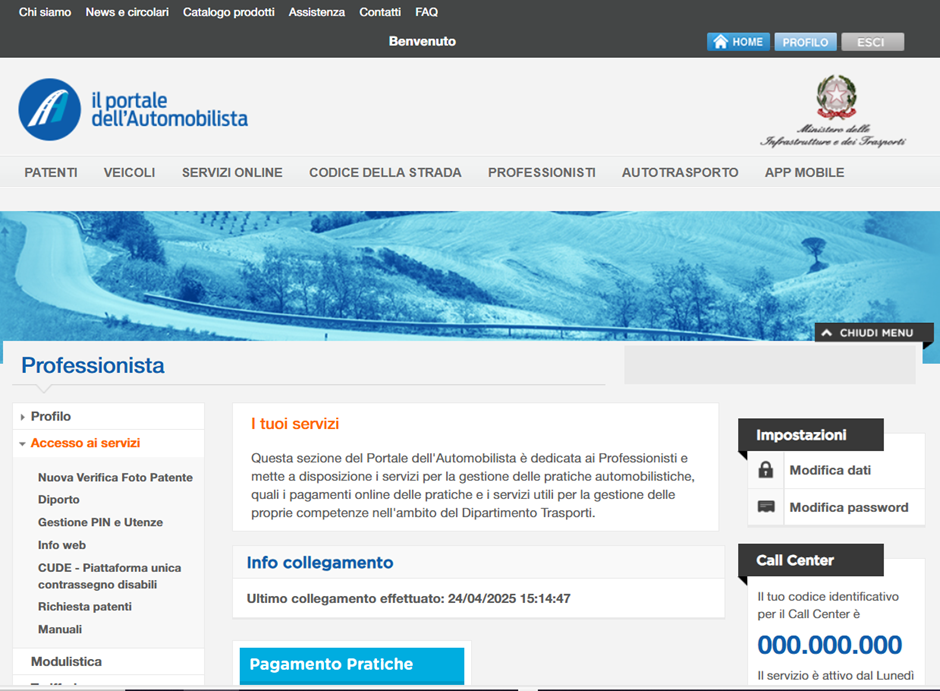 Chi siamo News e circolari Catalogo prodotti Assistenza Contatti FAQ
Benvenuto
HOME PROFILO ESCI
il portale
dell'Automobilista
Ministero delle
Infrastrutture e dei Trasporti
PATENTI VEICOLI SERVIZI ONLINE CODICE DELLA STRADA PROFESSIONISTI AUTOTRASPORTO APP MOBILE
CHIUDI MENU
Professionista
Profilo
Accesso ai servizi
Nuova Verifica Foto Patente
Diporto
Gestione PIN e Utenze
Info web
CUDE - Piattaforma unica
contrassegno disabili
Richiesta patenti
Manuali
Modulistica
I tuoi servizi
Questa sezione del Portale dell'Automobilista è dedicata ai Professionisti e
mette a disposizione i servizi per la gestione delle pratiche automobilistiche,
quali i pagamenti online delle pratiche e i servizi utili per la gestione delle
proprie competenze nell'ambito del Dipartimento Trasporti.
Info collegamento
Ultimo collegamento effettuato: 24/04/2025 15:14:47
Pagamento Pratiche
Impostazioni
Modifica dati
Modifica password
Call Center
Il tuo codice identificativo
per il Call Center è
000.000.000
Il servizio è attivo dal Lunedì